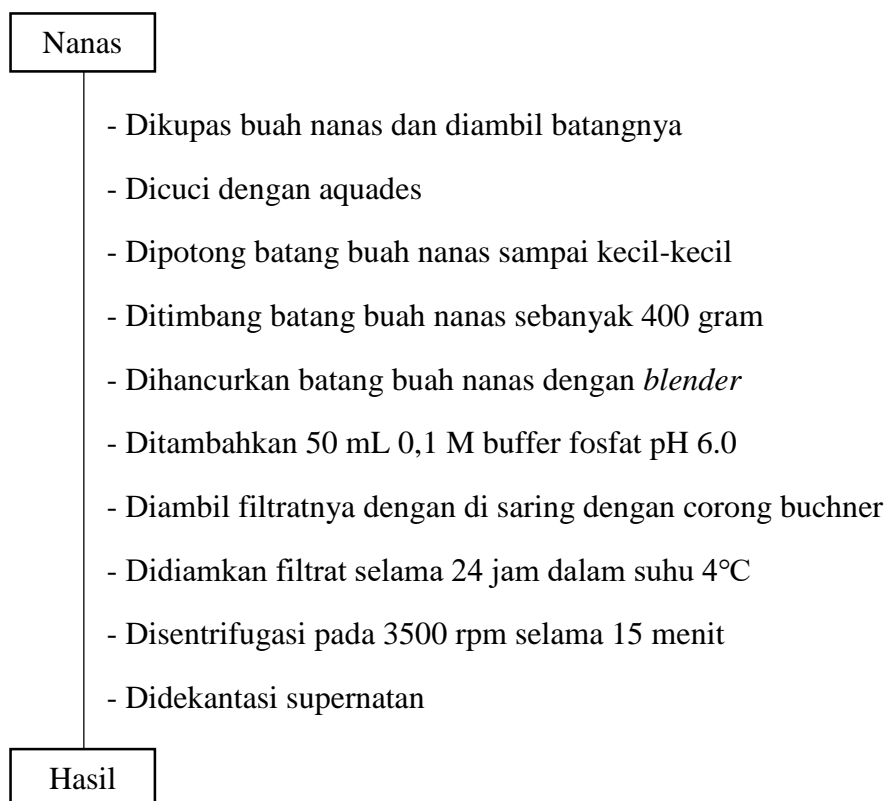 Nanas
- Dikupas buah nanas dan diambil batangnya
- Dicuci dengan aquades
- Dipotong batang buah nanas sampai kecil-kecil
- Ditimbang batang buah nanas sebanyak 400 gram
- Dihancurkan batang buah nanas dengan blender
- Ditambahkan 50 mL 0,1 M buffer fosfat pH 6.0
- Diambil filtratnya dengan di saring dengan corong buchner
- Didiamkan filtrat selama 24 jam dalam suhu 4°C
- Disentrifugasi pada 3500 rpm selama 15 menit
- Didekantasi supernatan
Hasil